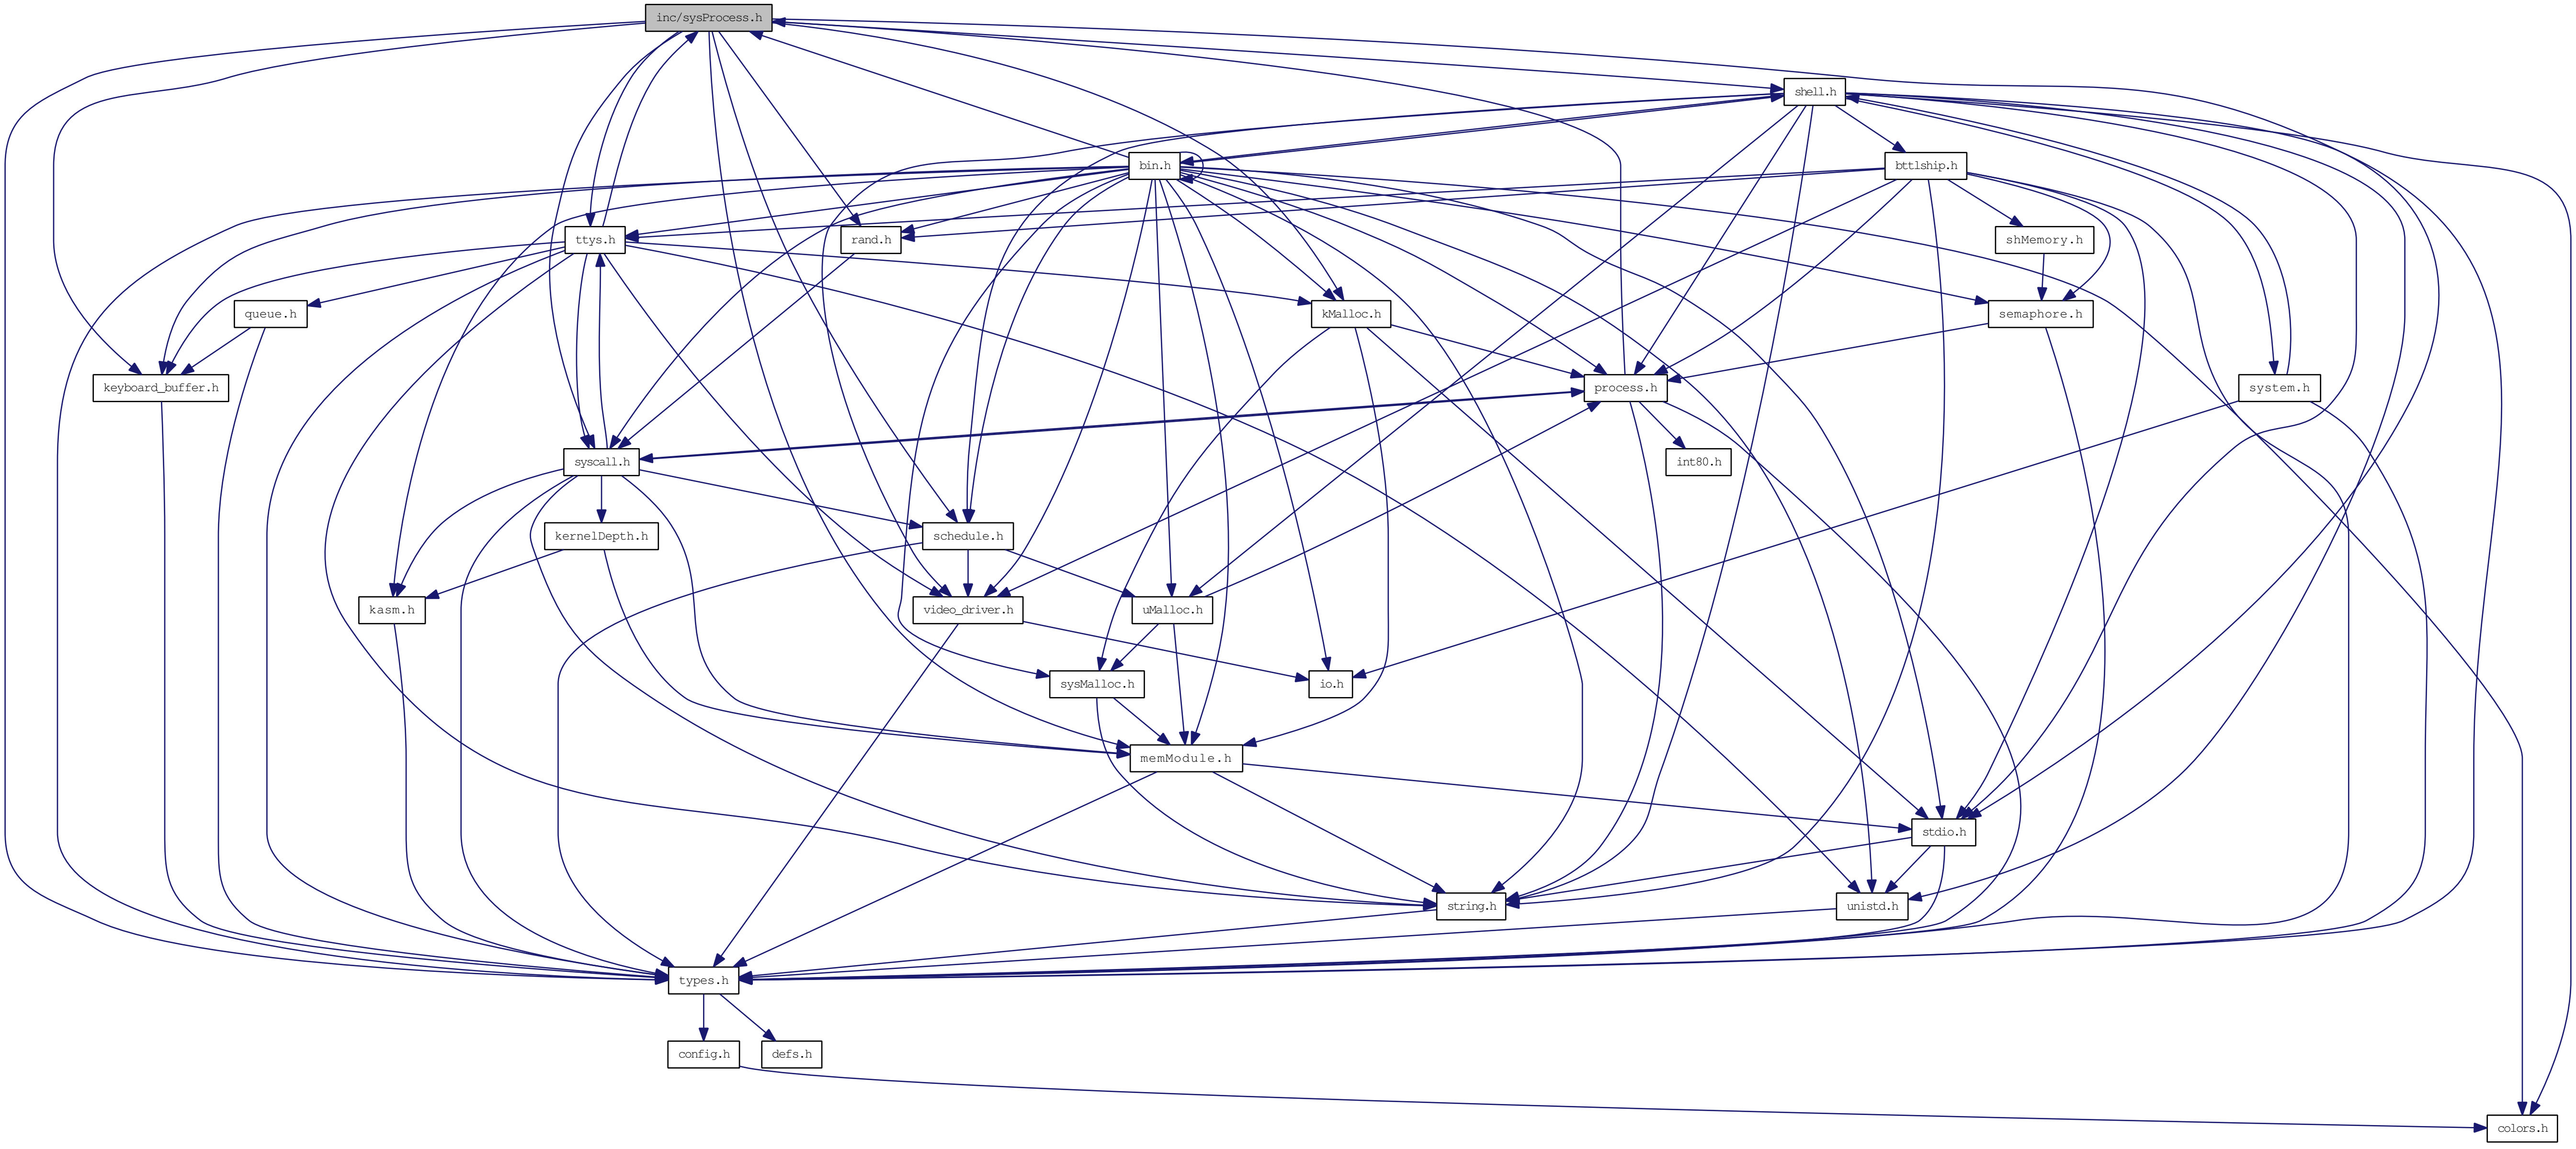 inc/sysProcess.h
shell.h
bin.h
bttlship.h
ttys.h
rand.h
shMemory.h
queue.h
kMalloc.h
semaphore.h
keyboard_buffer.h
process.h
system.h
syscall.h
int80.h
kernelDepth.h
schedule.h
kasm.h
video_driver.h
uMalloc.h
sysMalloc.h
io.h
memModule.h
stdio.h
string.h
unistd.h
types.h
config.h
defs.h
colors.h